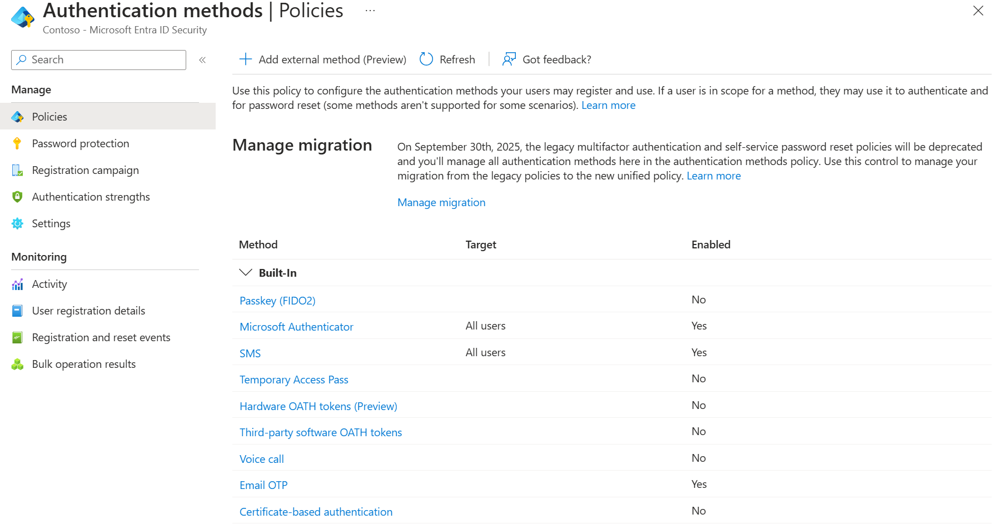 Authentication methods | Policies ...
Contoso - Microsoft Entra ID Security
Search «
Manage
Policies
Password protection
Registration campaign
Authentication strengths
Settings
Monitoring
Activity
User registration details
Registration and reset events
Bulk operation results
Add external method (Preview) Refresh Got feedback?
Use this policy to configure the authentication methods your users may register and use. If a user is in scope for a method, they may use it to authenticate and
for password reset (some methods aren't supported for some scenarios). Learn more
Manage migration
On September 30th, 2025, the legacy multifactor authentication and self-service password reset policies will be deprecated
and you'll manage all authentication methods here in the authentication methods policy. Use this control to manage your
migration from the legacy policies to the new unified policy. Learn more
Manage migration
Method Target Enabled
Built-In
Passkey (FIDO2) No
Microsoft Authenticator All users Yes
SMS All users Yes
Temporary Access Pass No
Hardware OATH tokens (Preview) No
Third-party software OATH tokens No
Voice call No
Email OTP Yes
Certificate-based authentication No